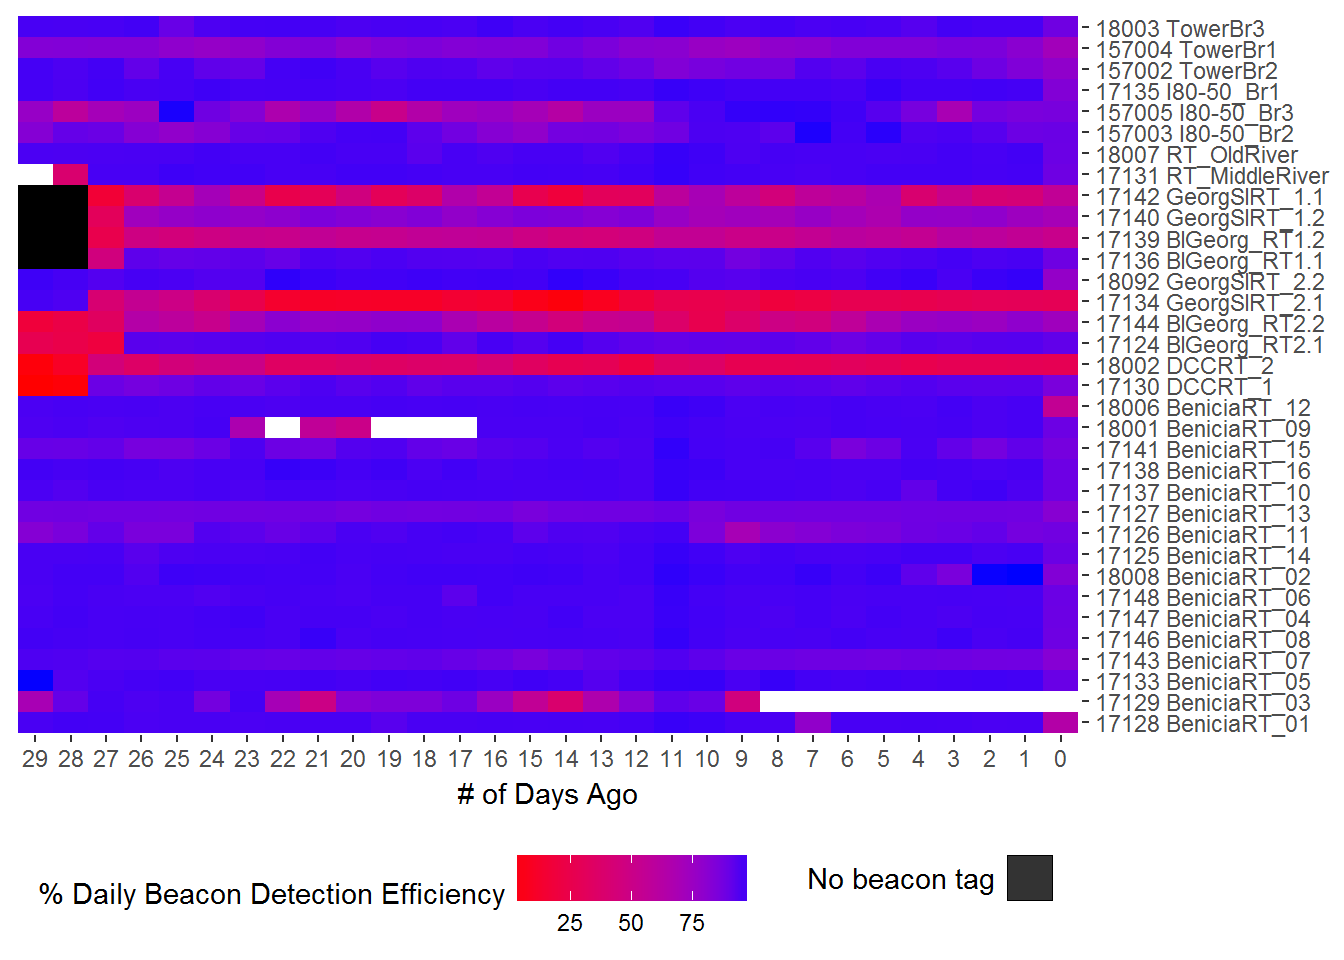 18003 TowerBr3
157004 TowerBr1
157002 TowerBr2
17135 I80-50_Br1
157005 I80-50_Br3
157003 I80-50_Br2
18007 RT_OldRiver
17131 RT_MiddleRiver
17142 GeorgSlRT_1.1
17140 GeorgSlRT_1.2
17139 BlGeorg_RT1.2
17136 BlGeorg_RT1.1
18092 GeorgSlRT_2.2
17134 GeorgSlRT_2.1
17144 BlGeorg_RT2.2
17124 BlGeorg_RT2.1
18002 DCCRT_2
17130 DCCRT_1
18006 BeniciaRT_12
18001 BeniciaRT_09
17141 BeniciaRT_15
17138 BeniciaRT_16
17137 BeniciaRT_10
17127 BeniciaRT_13
17126 BeniciaRT_11
17125 BeniciaRT_14
18008 BeniciaRT_02
17148 BeniciaRT_06
17147 BeniciaRT_04
17146 BeniciaRT_08
17143 BeniciaRT_07
17133 BeniciaRT_05
17129 BeniciaRT_03
17128 BeniciaRT_01
29 28 27 26 25 24 23 22 21 20 19 18 17 16 15 14 13 12 11 10 9 8 7 6 5 4 3 2 1 0
# of Days Ago
% Daily Beacon Detection Efficiency
25 50 75
No beacon tag